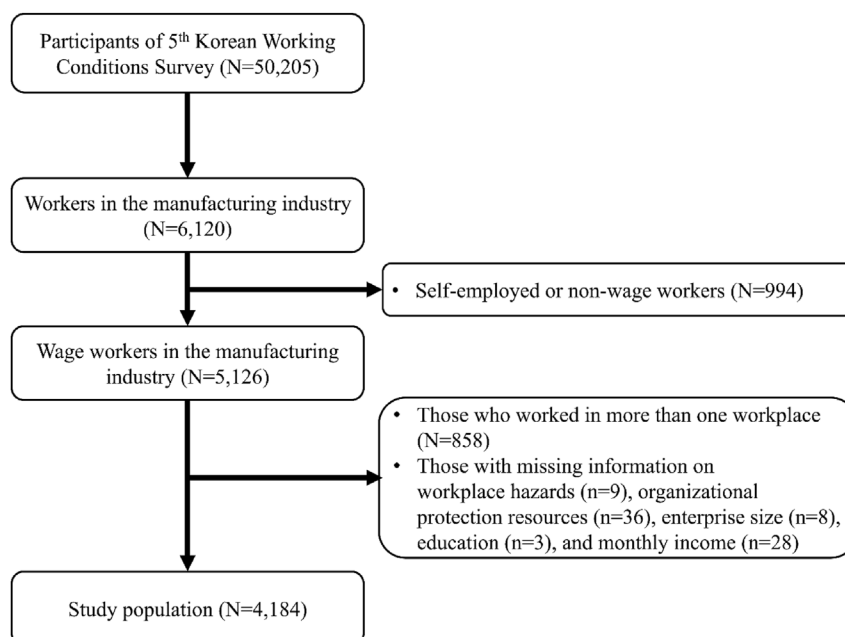 Participants of 5th Korean Working
Conditions Survey (N=50,205)
Workers in the manufacturing industry
(N=6,120)
• Self-employed or non-wage workers (N=994)
Wage workers in the manufacturing
industry (N=5,126)
• Those who worked in more than one workplace
(N=858)
• Those with missing information on
workplace hazards (n=9), organizational
protection resources (n=36), enterprise size (n=8),
education (n=3), and monthly income (n=28)
Study population (N=4,184)